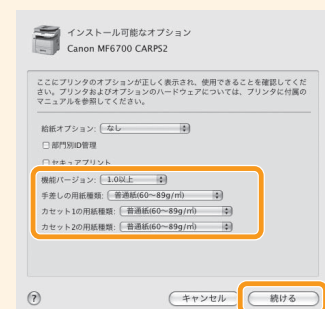 インストール可能なオプション
Canon MF6700 CARPS2
ここにプリンタのオプションが正しく表示され、使用できることを確認してくだ
さい。プリンタおよびオプションのハードウェアについては、プリンタに付属の
マニュアルを参照してください。
給紙オプション: なし
部門別ID管理
セキュアプリント
機能バージョン: 1.0以上
手差しの用紙種類: 普通紙(60〜89g/㎡)
カセット1の用紙種類: 普通紙(60〜89g/㎡)
カセット2の用紙種類: 普通紙(60〜89g/㎡)
? キャンセル 続ける